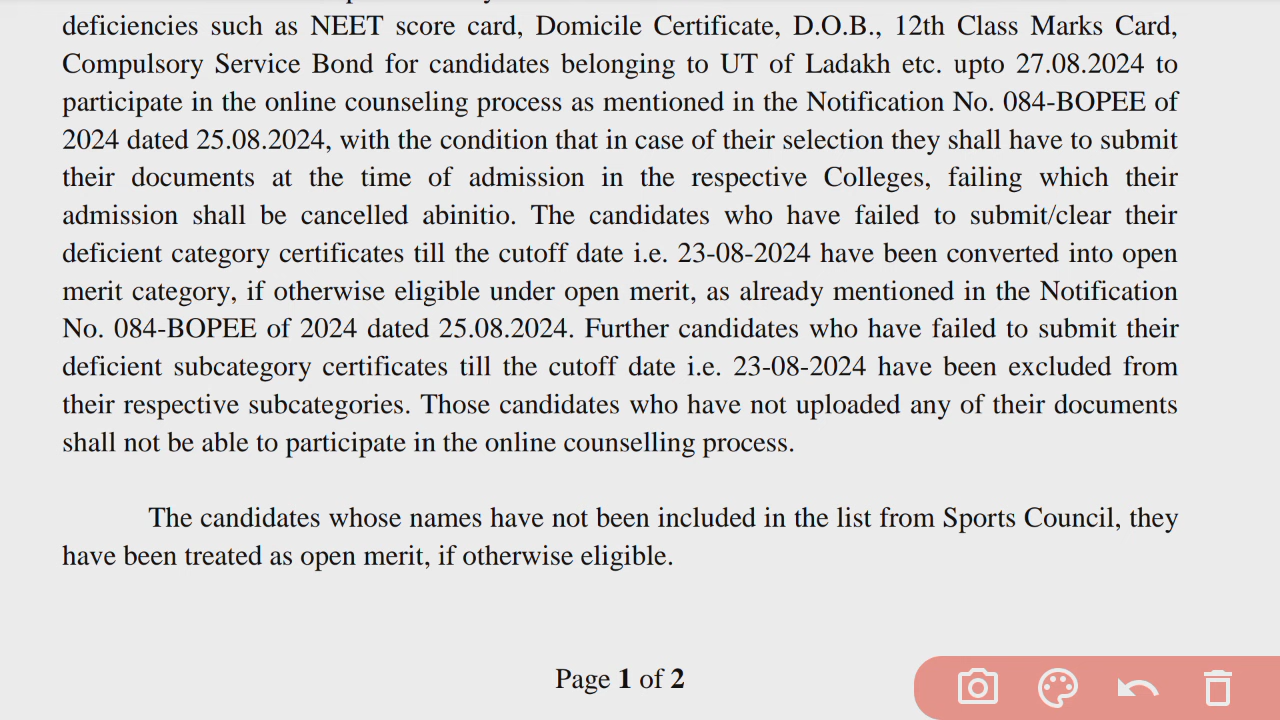 deficiencies such as NEET score card, Domicile Certificate, D.O.B., 12th Class Marks Card,
Compulsory Service Bond for candidates belonging to UT of Ladakh etc. upto 27.08.2024 to
participate in the online counseling process as mentioned in the Notification No. 084-BOPEE of
2024 dated 25.08.2024, with the condition that in case of their selection they shall have to submit
their documents at the time of admission in the respective Colleges, failing which their
admission shall be cancelled abinitio. The candidates who have failed to submit/clear their
deficient category certificates till the cutoff date i.e. 23-08-2024 have been converted into open
merit category, if otherwise eligible under open merit, as already mentioned in the Notification
No. 084-BOPEE of 2024 dated 25.08.2024. Further candidates who have failed to submit their
deficient subcategory certificates till the cutoff date i.e. 23-08-2024 have been excluded from
their respective subcategories. Those candidates who have not uploaded any of their documents
shall not be able to participate in the online counselling process.
The candidates whose names have not been included in the list from Sports Council, they
have been treated as open merit, if otherwise eligible.
Page 1 of 2